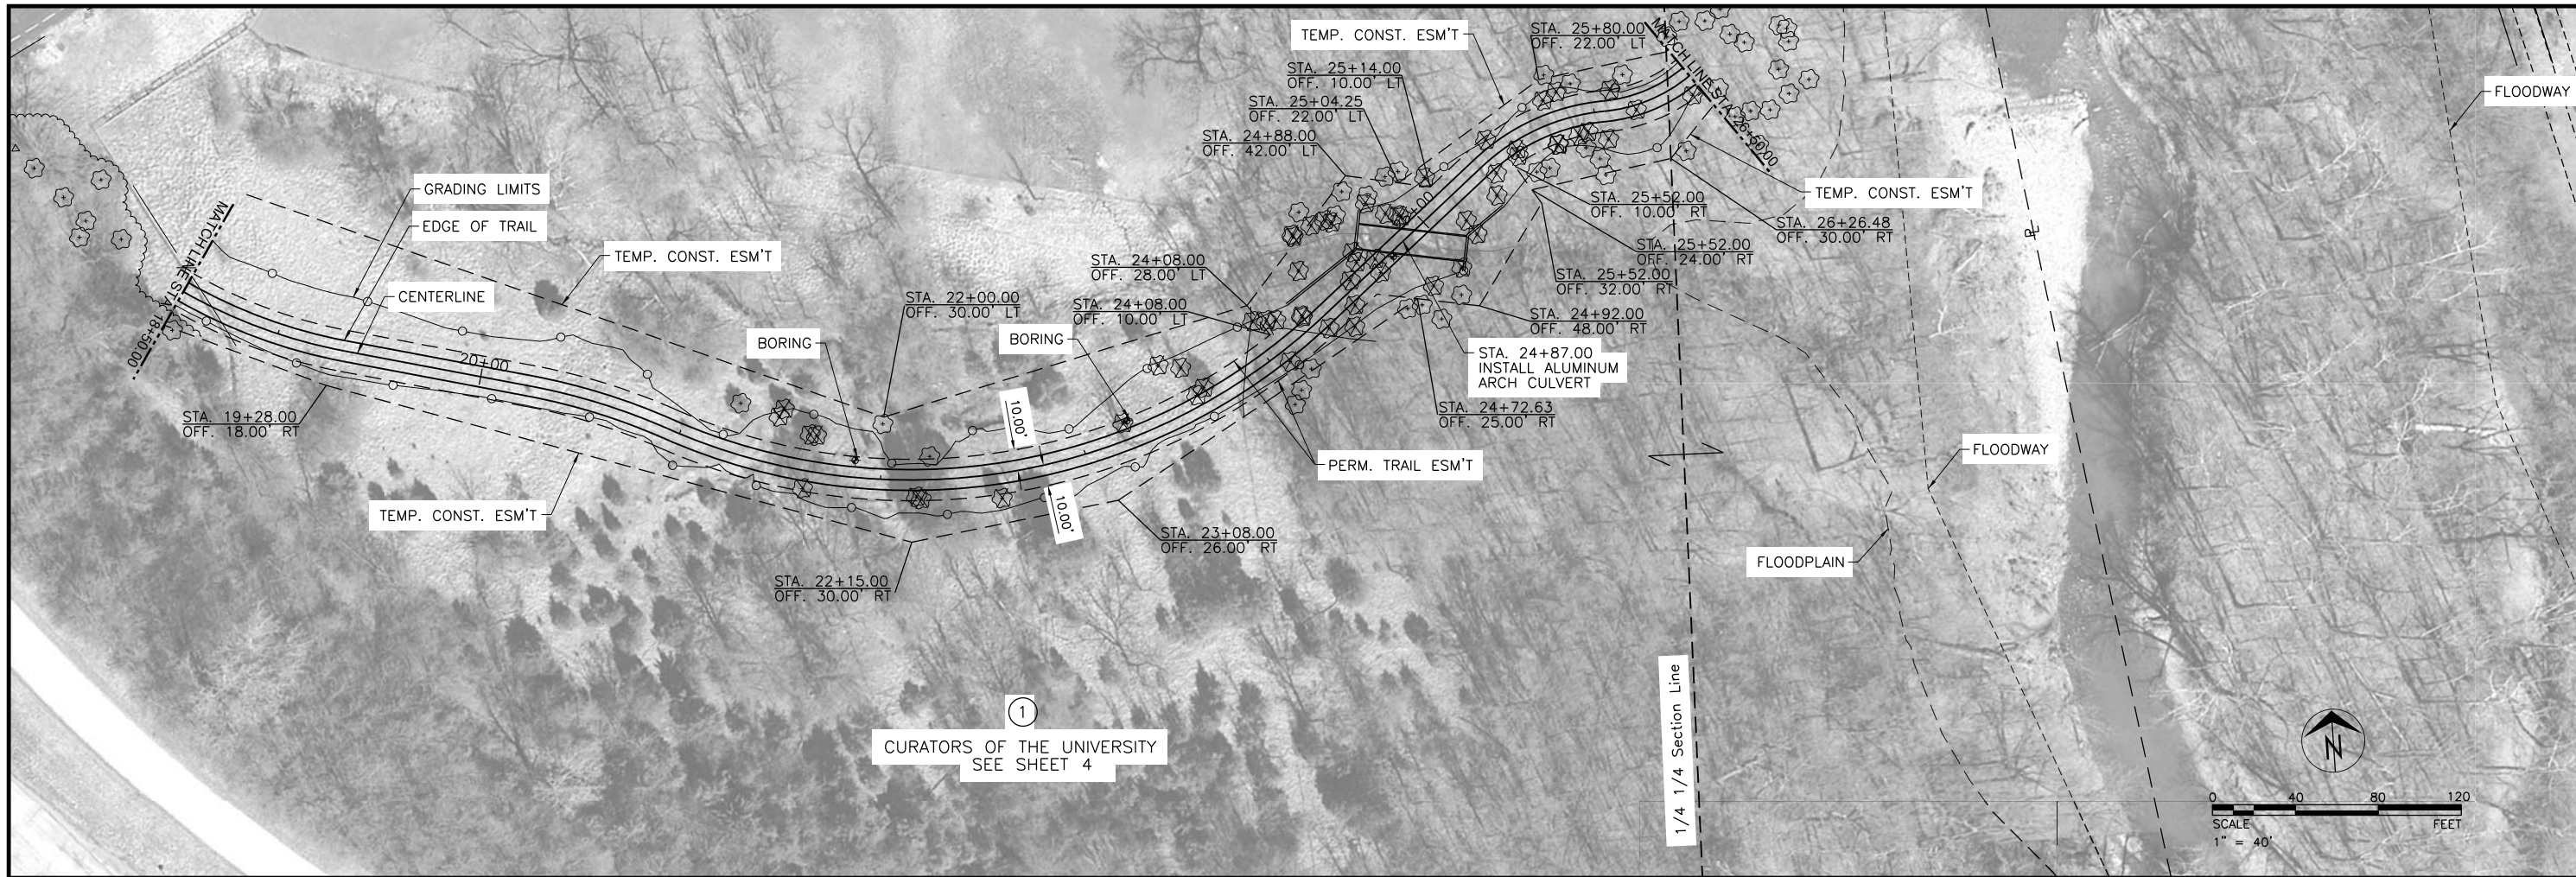 TEMP. CONST. ESM'T
STA. 25+80.00
OFF. 22.00' LT
MATCH LINE STA. 26+50.00
STA. 25+14.00
OFF. 10.00' LT
STA. 25+04.25
OFF. 22.00' LT
STA. 24+88.00
OFF. 42.00' LT
FLOODWAY
GRADING LIMITS
EDGE OF TRAIL
MATCH LINE STA. 18+50.00
TEMP. CONST. ESM'T
CENTERLINE
20+00
TEMP. CONST. ESM'T
STA. 25+52.00
OFF. 10.00' RT
STA. 26+26.48
OFF. 30.00' RT
STA. 25+52.00
OFF. 24.00' RT
STA. 25+52.00
OFF. 32.00' RT
STA. 24+08.00
OFF. 28.00' LT
STA. 24+08.00
OFF. 10.00' LT
STA. 22+00.00
OFF. 30.00' LT
BORING
BORING
STA. 24+92.00
OFF. 48.00' RT
STA. 24+87.00
INSTALL ALUMINUM
ARCH CULVERT
STA. 24+72.63
OFF. 25.00' RT
STA. 19+28.00
OFF. 18.00' RT
10.00'
10.00'
PERM. TRAIL ESM'T
FLOODWAY
TEMP. CONST. ESM'T
STA. 23+08.00
OFF. 26.00' RT
STA. 22+15.00
OFF. 30.00' RT
FLOODPLAIN
1/4 1/4 Section Line
1
CURATORS OF THE UNIVERSITY
SEE SHEET 4
N
0 40 80 120
SCALE FEET
1" = 40'